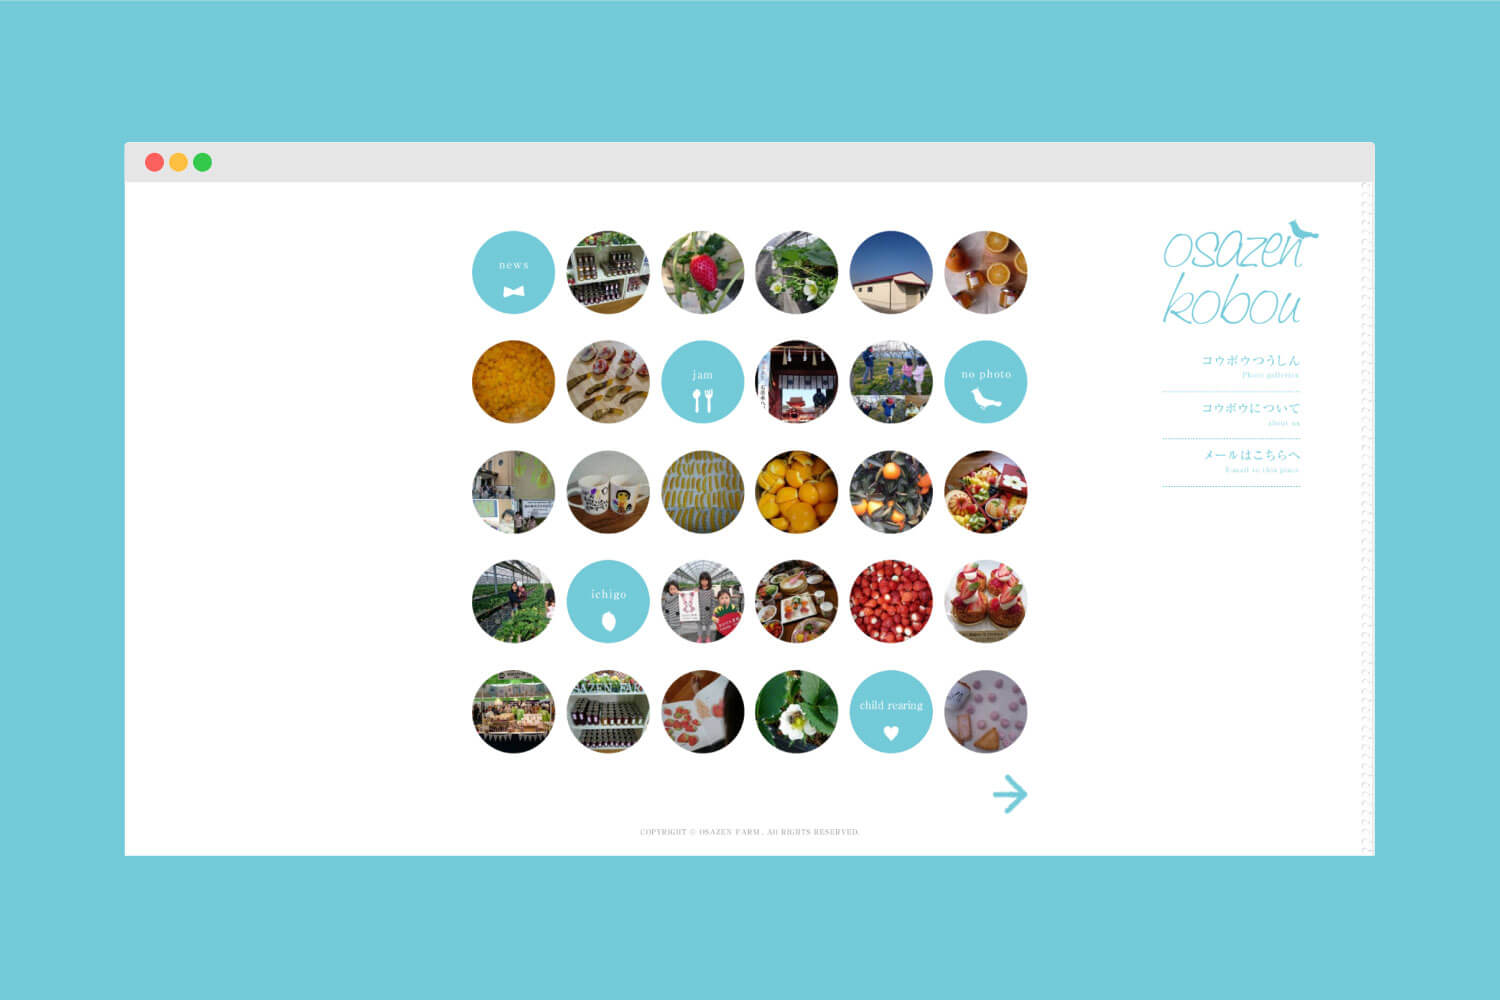 news
jam
no photo
ichigo
child rearing
osazen
kobou
コウボウつうしん
Photo galleries
コウボウについて
about us
メールはこちらへ
E-mail to this place
COPYRIGHT © OSAZEN FARM. All RIGHTS RESERVED.